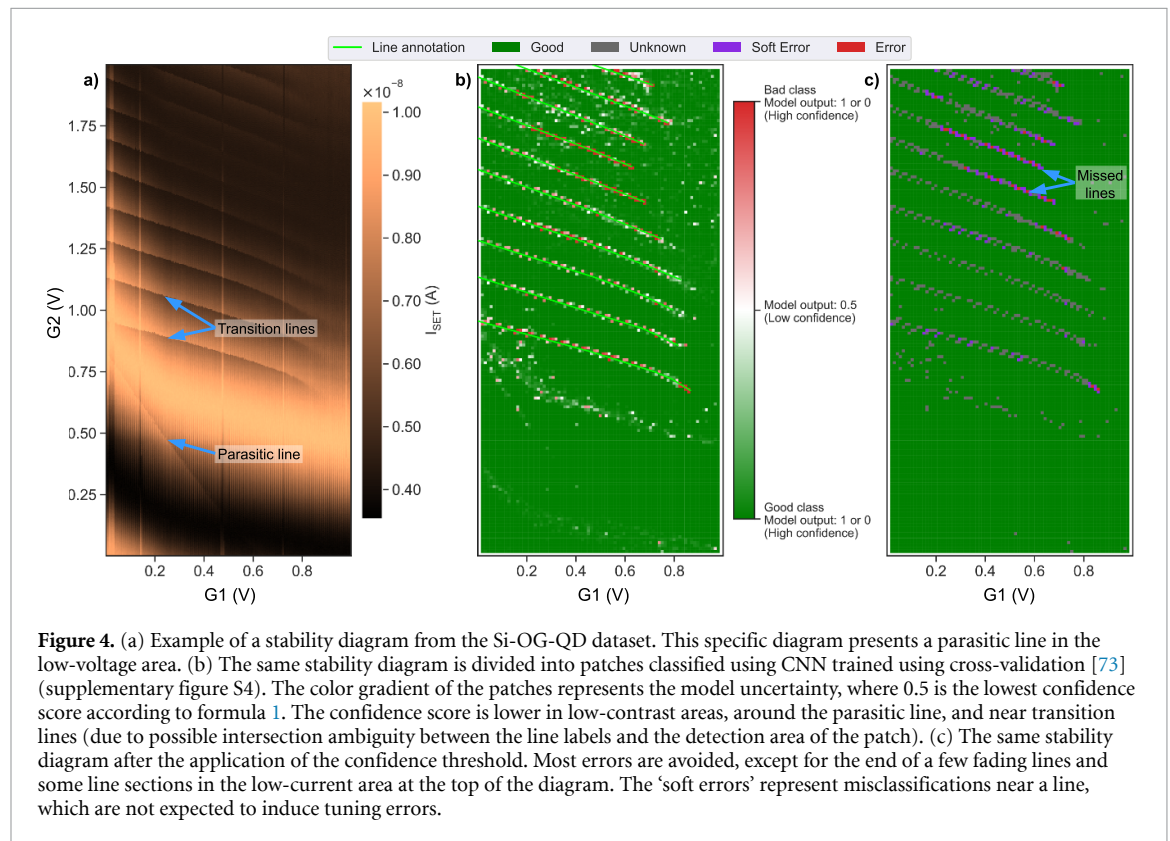 Line annotation Good Unknown Soft Error Error
a)
×10⁻⁸
1.00
0.90
0.80
0.70
0.60
0.50
0.40
I_SET (A)
1.75
1.50
1.25
1.00
0.75
0.50
0.25
G2 (V)
Transition lines
Parasitic line
0.2 0.4 0.6 0.8
G1 (V)
b)
0.2 0.4 0.6 0.8
G1 (V)
Bad class
Model output: 1 or 0
(High confidence)
Model output: 0.5
(Low confidence)
Good class
Model output: 1 or 0
(High confidence)
c)
Missed
lines
0.2 0.4 0.6 0.8
G1 (V)
Figure 4. (a) Example of a stability diagram from the Si-OG-QD dataset. This specific diagram presents a parasitic line in the
low-voltage area. (b) The same stability diagram is divided into patches classified using CNN trained using cross-validation [73]
(supplementary figure S4). The color gradient of the patches represents the model uncertainty, where 0.5 is the lowest confidence
score according to formula 1. The confidence score is lower in low-contrast areas, around the parasitic line, and near transition
lines (due to possible intersection ambiguity between the line labels and the detection area of the patch). (c) The same stability
diagram after the application of the confidence threshold. Most errors are avoided, except for the end of a few fading lines and
some line sections in the low-current area at the top of the diagram. The ‘soft errors’ represent misclassifications near a line,
which are not expected to induce tuning errors.